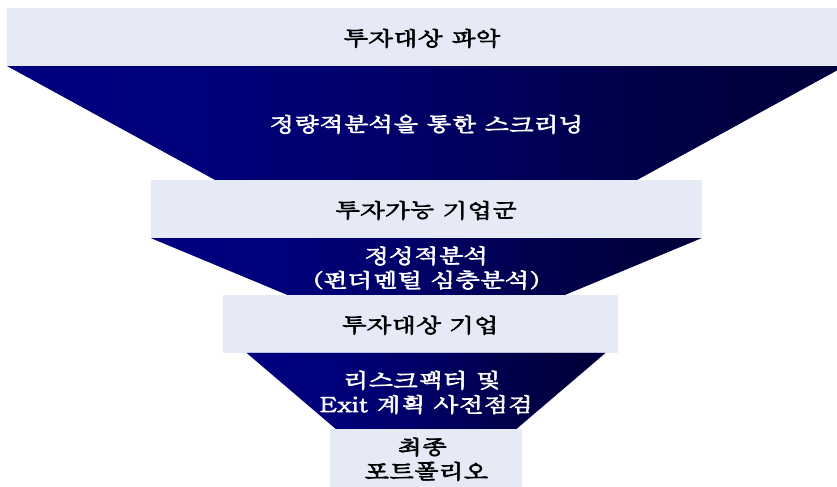 투자대상 파악
정량적분석을 통한 스크리닝
투자가능 기업군
정성적분석
(펀더멘털 심층분석)
투자대상 기업
리스크팩터 및
Exit 계획 사전점검
최종
포트폴리오